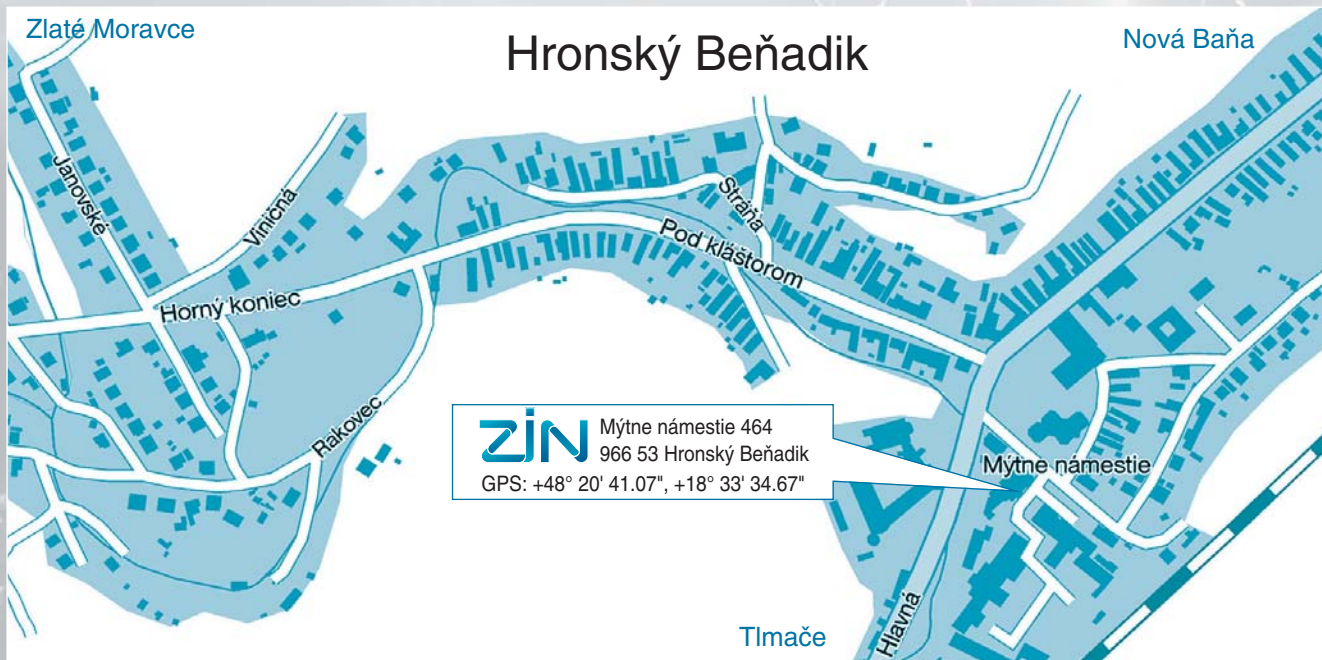 Zlaté Moravce
Hronský Beňadik
Nová Baňa
Janovské
Viničná
Stráňa
Pod kláštorom
Horný koniec
Rakovec
ZIN
Mýtne námestie 464
966 53 Hronský Beňadik
GPS: +48° 20' 41.07", +18° 33' 34.67"
Mýtne námestie
Hlavná
Tlmače